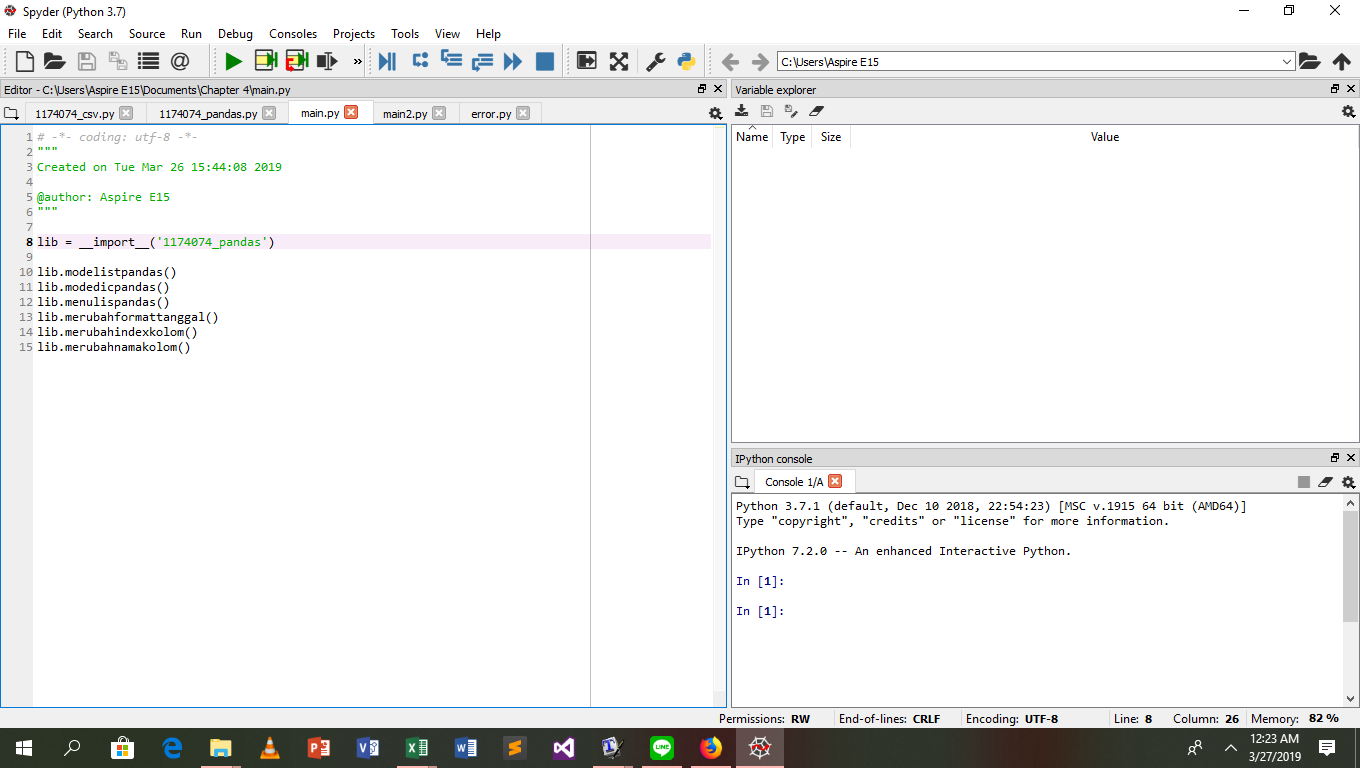 Spyder (Python 3.7)
File Edit Search Source Run Debug Consoles Projects Tools View Help
C:\Users\Aspire E15
Editor - C:\Users\Aspire E15\Documents\Chapter 4\main.py
1174074_csv.py 1174074_pandas.py main.py main2.py error.py
1 # -*- coding: utf-8 -*-
2 """
3 Created on Tue Mar 26 15:44:08 2019
4
5 @author: Aspire E15
6 """
7
8 lib = __import__('1174074_pandas')
9
10 lib.modelistpandas()
11 lib.modedicpandas()
12 lib.menulispandas()
13 lib.merubahformattanggal()
14 lib.merubahindexkolom()
15 lib.merubahnamakolom()
Variable explorer
Name Type Size Value
IPython console
Console 1/A
Python 3.7.1 (default, Dec 10 2018, 22:54:23) [MSC v.1915 64 bit (AMD64)]
Type "copyright", "credits" or "license" for more information.
IPython 7.2.0 -- An enhanced Interactive Python.
In [1]:
In [1]:
Permissions: RW End-of-lines: CRLF Encoding: UTF-8 Line: 8 Column: 26 Memory: 82 %
12:23 AM
3/27/2019